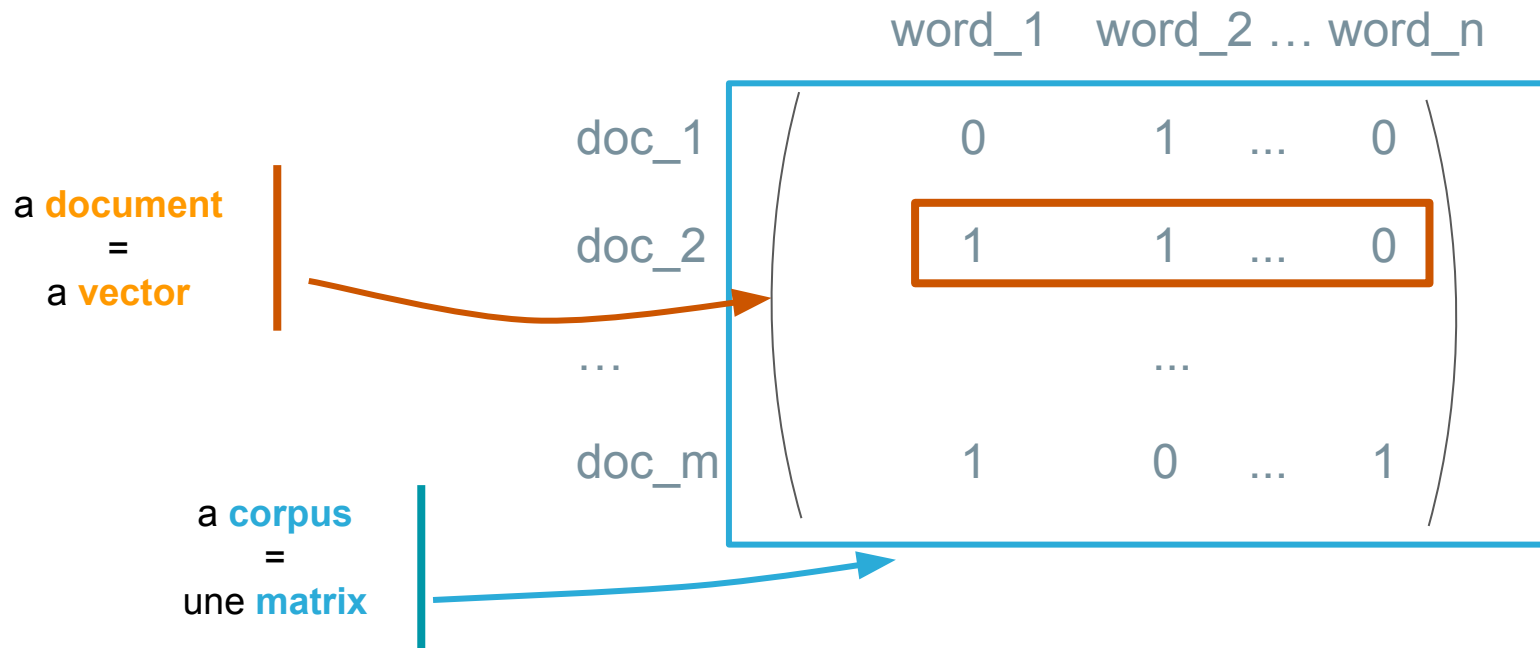 word_1 word_2 … word_n
doc_1 0 1 ... 0
doc_2 1 1 ... 0
… ...
doc_m 1 0 ... 1
a document
=
a vector
a corpus
=
une matrix